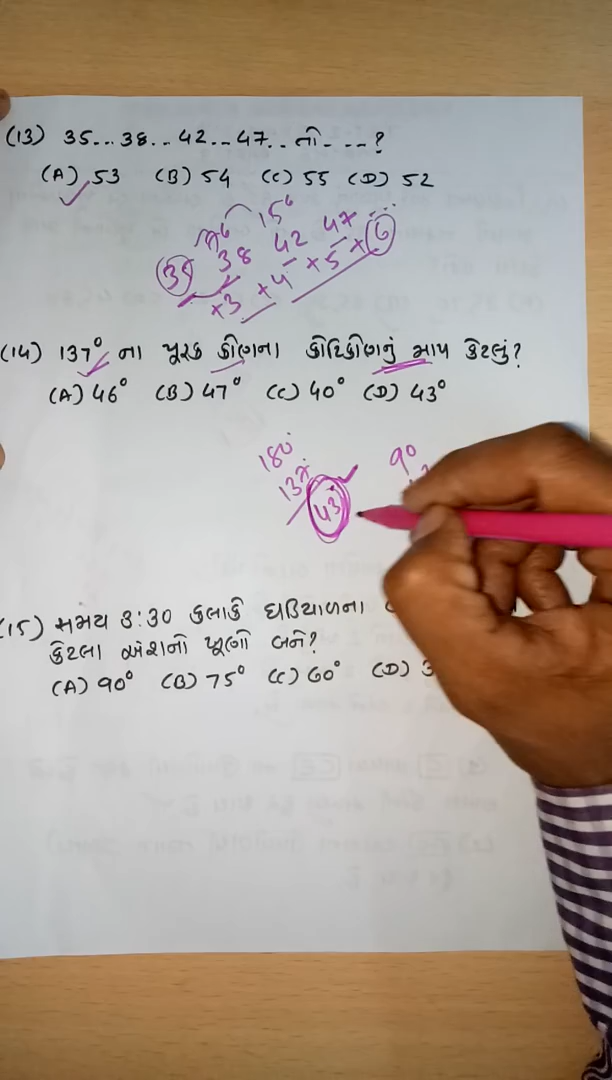 (13) 35...38...42...47..તો---?
(A) 53 (B) 54 (C) 55 (D) 52
15
35 38 42 47 ...
+3 +4 +5 + 6
(14) 137° ના પૂરક કોણના કોટિકોણનું માપ કેટલું?
(A) 46° (B) 47° (C) 40° (D) 43°
180 90
137
43
(15) સમય 3:30 કલાકે ઘડિયાળના
કેટલા અંશનો ખૂણો બને?
(A) 90° (B) 75° (C) 60° (D) 3